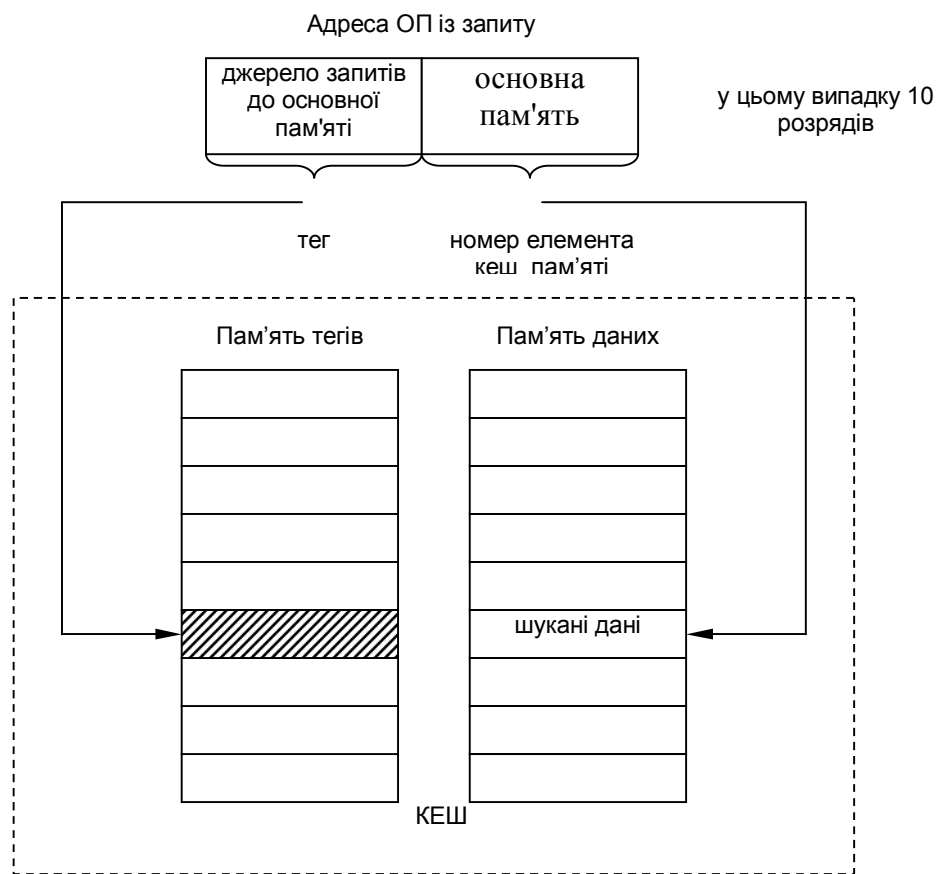 Адреса ОП із запиту
джерело запитів
до основної
пам'яті
основна
пам'ять
у цьому випадку 10
розрядів
тег
номер елемента
кеш пам’яті
Пам’ять тегів
Пам’ять даних
шукані дані
КЕШ